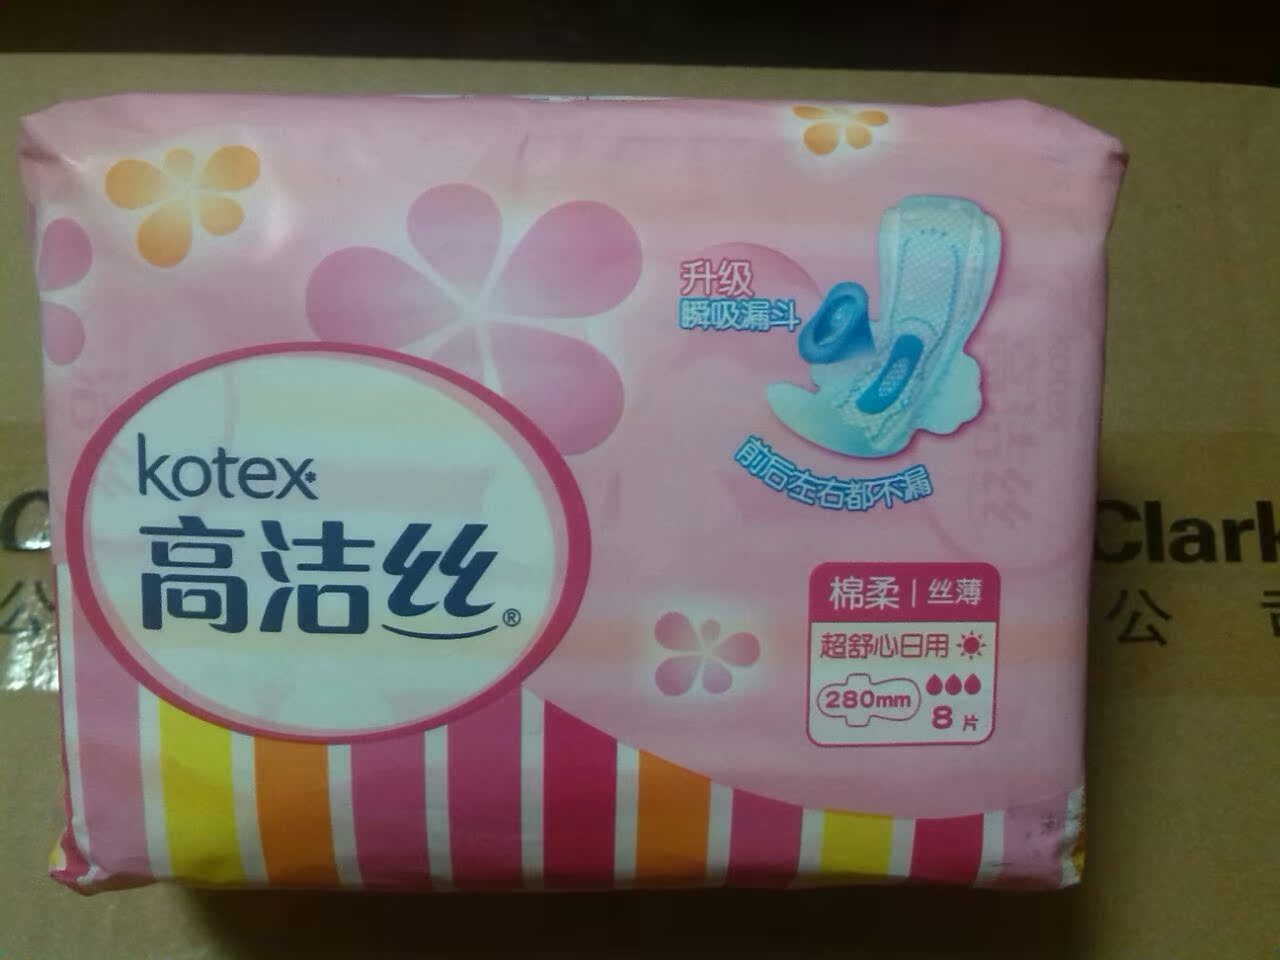 升级
瞬吸漏斗
前后左右都不漏
kotex
高洁丝®
棉柔 | 丝薄
超舒心日用
280mm
8 片
Clark
公 司